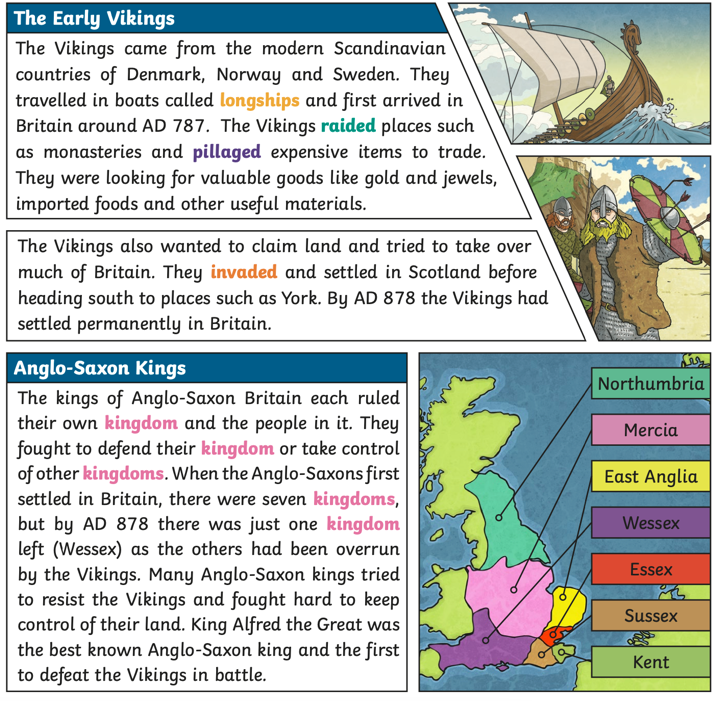 The Early Vikings
The Vikings came from the modern Scandinavian
countries of Denmark, Norway and Sweden. They
travelled in boats called longships and first arrived in
Britain around AD 787. The Vikings raided places such
as monasteries and pillaged expensive items to trade.
They were looking for valuable goods like gold and jewels,
imported foods and other useful materials.
The Vikings also wanted to claim land and tried to take over
much of Britain. They invaded and settled in Scotland before
heading south to places such as York. By AD 878 the Vikings had
settled permanently in Britain.
Anglo-Saxon Kings
The kings of Anglo-Saxon Britain each ruled
their own kingdom and the people in it. They
fought to defend their kingdom or take control
of other kingdoms. When the Anglo-Saxons first
settled in Britain, there were seven kingdoms,
but by AD 878 there was just one kingdom
left (Wessex) as the others had been overrun
by the Vikings. Many Anglo-Saxon kings tried
to resist the Vikings and fought hard to keep
control of their land. King Alfred the Great was
the best known Anglo-Saxon king and the first
to defeat the Vikings in battle.
Northumbria
Mercia
East Anglia
Wessex
Essex
Sussex
Kent